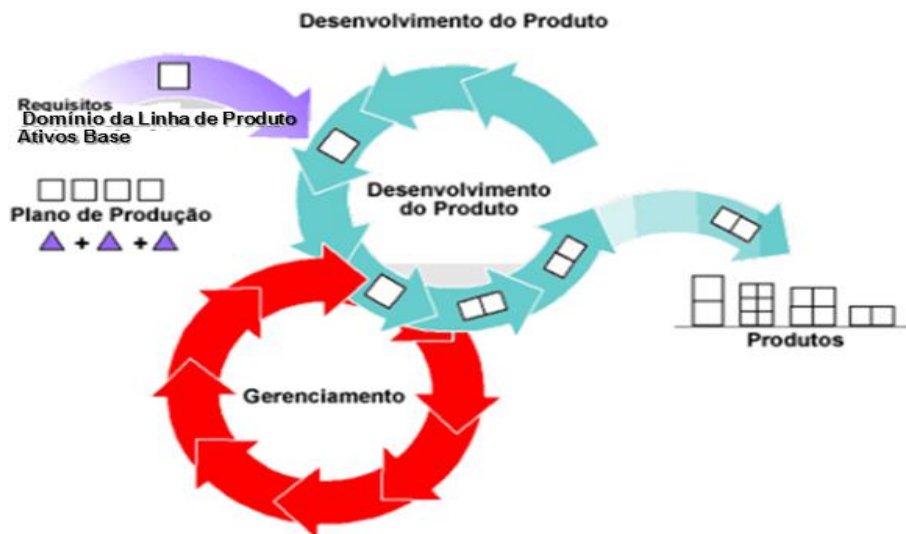 Desenvolvimento do Produto
Requisitos
Domínio da Linha de Produto
Ativos Base
Plano de Produção
+ +
Desenvolvimento
do Produto
Gerenciamento
Produtos